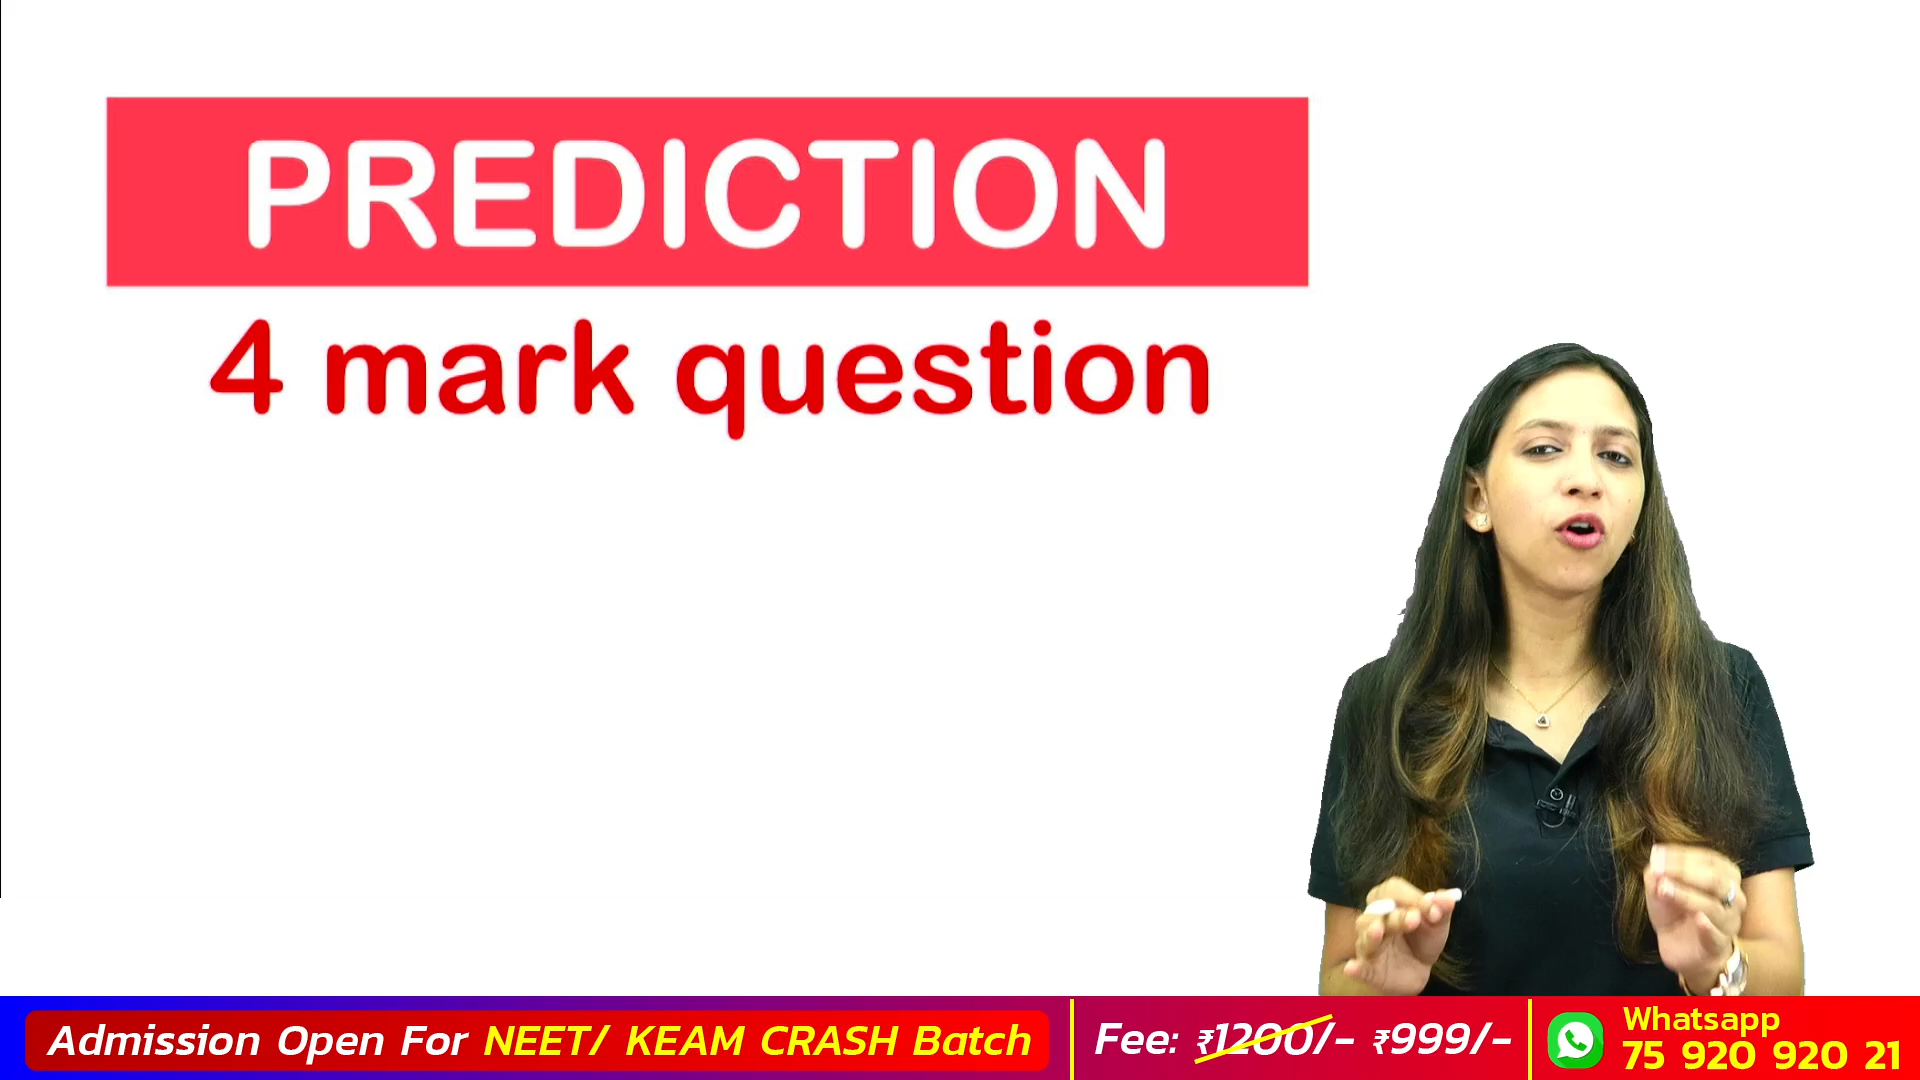 PREDICTION
4 mark question
Admission Open For NEET/ KEAM CRASH Batch
Fee: ₹1200/- ₹999/-
Whatsapp
75 920 920 21